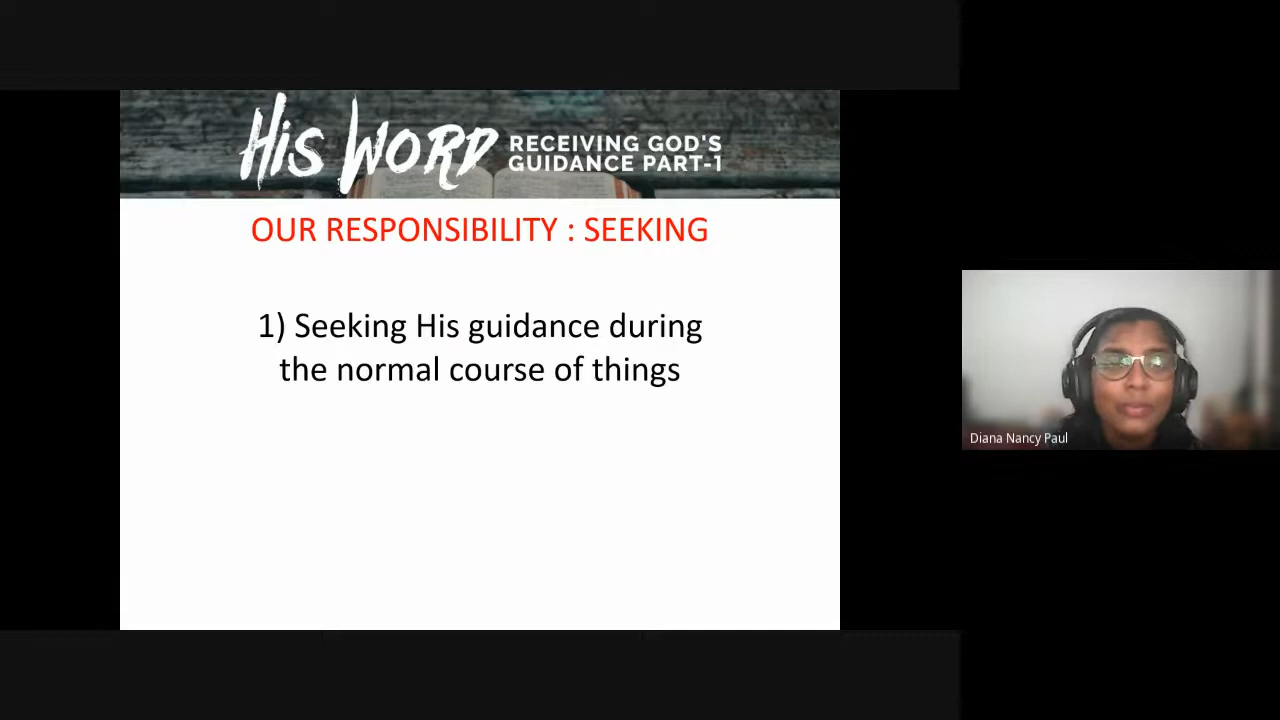 His Word
RECEIVING GOD'S
GUIDANCE PART-1
OUR RESPONSIBILITY : SEEKING
1) Seeking His guidance during
the normal course of things
Diana Nancy Paul